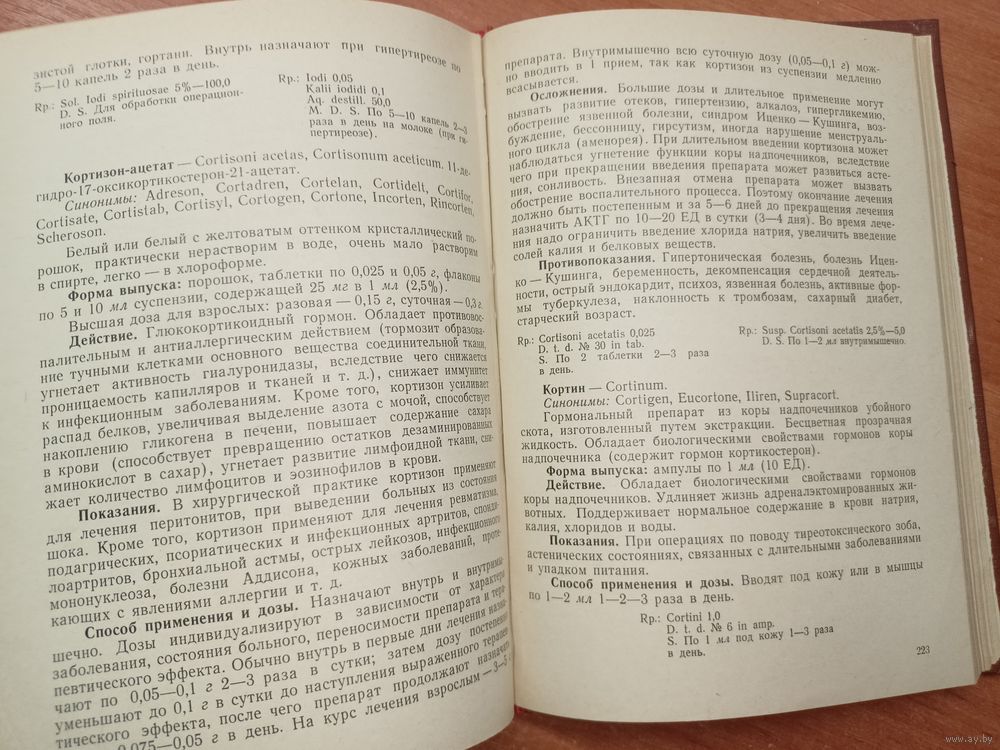 зистой глотки, гортани. Внутрь назначают при гипертиреозе по
5—10 капель 2 раза в день.
Rp.: Sol. Iodi spirituosae 5%—100,0
D. S. Для обработки операцион-
ного поля.
Rp.: Iodi 0,05
Kalii iodidi 0,1
Aq. destill. 50,0
M. D. S. По 5—10 капель 2—3
раза в день на молоке (при ги-
пертиреозе).
Кортизон-ацетат — Cortisoni acetas, Cortisonum aceticum. 11-де-
гидро-17-оксикортикостерон-21-ацетат.
Синонимы: Adreson, Cortadren, Cortelan, Cortidelt, Cortifor,
Cortisate, Cortistab, Cortisyl, Cortogen, Cortone, Incorten, Rincorten,
Scheroson.
Белый или белый с желтоватым оттенком кристаллический по-
рошок, практически нерастворим в воде, очень мало растворим
в спирте, легко — в хлороформе.
Форма выпуска: порошок, таблетки по 0,025 и 0,05 г, флаконы
по 5 и 10 мл суспензии, содержащей 25 мг в 1 мл (2,5%).
Высшая доза для взрослых: разовая — 0,15 г, суточная — 0,3 г.
Действие. Глюкокортикоидный гормон. Обладает противовос-
палительным и антиаллергическим действием (тормозит образова-
ние тучными клетками основного вещества соединительной ткани,
угнетает активность гиалуронидазы, вследствие чего снижается
проницаемость капилляров и тканей и т. д.), снижает иммунитет
к инфекционным заболеваниям. Кроме того, кортизон усиливает
распад белков, увеличивая выделение азота с мочой, способствует
накоплению гликогена в печени, повышает содержание сахара
в крови (способствует превращению остатков дезаминированных
аминокислот в сахар), угнетает развитие лимфоидной ткани, сни-
жает количество лимфоцитов и эозинофилов в крови.
Показания. В хирургической практике кортизон применяют
для лечения перитонитов, при выведении больных из состояния
шока. Кроме того, кортизон применяют для лечения ревматизма,
подагрических, псориатических и инфекционных артритов, спонди-
лоартритов, бронхиальной астмы, острых лейкозов, инфекционного
мононуклеоза, болезни Аддисона, кожных заболеваний, проте-
кающих с явлениями аллергии и т. д.
Способ применения и дозы. Назначают внутрь и внутримы-
шечно. Дозы индивидуализируют в зависимости от характера
заболевания, состояния больного, переносимости препарата и тера-
певтического эффекта. Обычно внутрь в первые дни лечения назна-
чают по 0,05—0,1 г 2—3 раза в сутки; затем дозу постепенно
уменьшают до 0,1 г в сутки до наступления выраженного терапев-
тического эффекта, после чего препарат продолжают назначать
0,075—0,05 г в день. На курс лечения взрослым — 3—5 г
препарата. Внутримышечно всю суточную дозу (0,05—0,1 г) мож-
но вводить в 1 прием, так как кортизон из суспензии медленно
всасывается.
Осложнения. Большие дозы и длительное применение могут
вызвать развитие отеков, гипертензию, алкалоз, гипергликемию,
обострение язвенной болезни, синдром Иценко — Кушинга, воз-
буждение, бессонницу, гирсутизм, иногда нарушение менструаль-
ного цикла (аменорея). При длительном введении кортизона может
наблюдаться угнетение функции коры надпочечников, вследствие
чего при прекращении введения препарата может развиться асте-
ния, сонливость. Внезапная отмена препарата может вызвать
обострение воспалительного процесса. Поэтому окончание лечения
должно быть постепенным и за 5—6 дней до прекращения лечения
назначить АКТГ по 10—20 ЕД в сутки (3—4 дня). Во время лече-
ния надо ограничить введение хлорида натрия, увеличить введение
солей калия и белковых веществ.
Противопоказания. Гипертоническая болезнь, болезнь Ицен-
ко — Кушинга, беременность, декомпенсация сердечной деятель-
ности, острый эндокардит, психоз, язвенная болезнь, активные фор-
мы туберкулеза, наклонность к тромбозам, сахарный диабет,
старческий возраст.
Rp.: Cortisoni acetatis 0,025
D. t. d. № 30 in tab.
S. По 2 таблетки 2—3 раза
в день.
Rp.: Susp. Cortisoni acetatis 2,5%—5,0
D. S. По 1—2 мл внутримышечно.
Кортин — Cortinum.
Синонимы: Cortigen, Eucortone, Iliren, Supracort.
Гормональный препарат из коры надпочечников убойного
скота, изготовленный путем экстракции. Бесцветная прозрачная
жидкость. Обладает биологическими свойствами гормонов коры
надпочечника (содержит гормон кортикостерон).
Форма выпуска: ампулы по 1 мл (10 ЕД).
Действие. Обладает биологическими свойствами гормонов
коры надпочечников. Удлиняет жизнь адреналэктомированных жи-
вотных. Поддерживает нормальное содержание в крови натрия,
калия, хлоридов и воды.
Показания. При операциях по поводу тиреотоксического зоба,
астенических состояниях, связанных с длительными заболеваниями
и упадком питания.
Способ применения и дозы. Вводят под кожу или в мышцы
по 1—2 мл 1—2—3 раза в день.
Rp.: Cortini 1,0
D. t. d. № 6 in amp.
S. По 1 мл под кожу 1—3 раза
в день.
223
www.ay.by